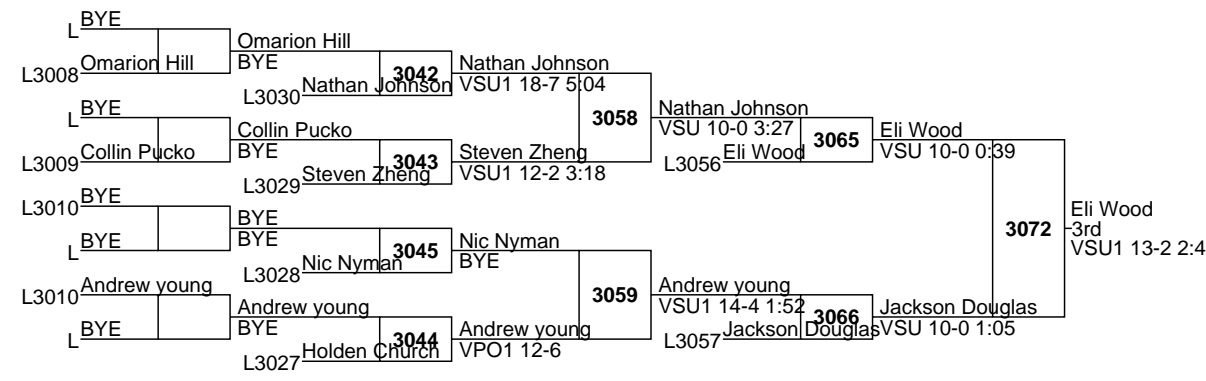 BYE
L
Omarion Hill
L3008 Omarion Hill
BYE
3042
Nathan Johnson
L3030 Nathan Johnson
VSU1 18-7 5:04
BYE
3058
Nathan Johnson
L
VSU 10-0 3:27
3065
Eli Wood
Collin Pucko
L3009 Collin Pucko
BYE
3043
Steven Zheng
L3056 Eli Wood
VSU 10-0 0:39
L3029 Steven Zheng
VSU1 12-2 3:18
BYE
L3010
Eli Wood
BYE
3072
3rd
L BYE
BYE
3045
Nic Nyman
VSU1 13-2 2:4
L3028 Nic Nyman
BYE
L3010 Andrew young
3059
Andrew young
Andrew young
VSU1 14-4 1:52
3066
Jackson Douglas
L BYE
BYE
3044
Andrew young
L3057 Jackson Douglas
VSU 10-0 1:05
L3027 Holden Church
VPO1 12-6